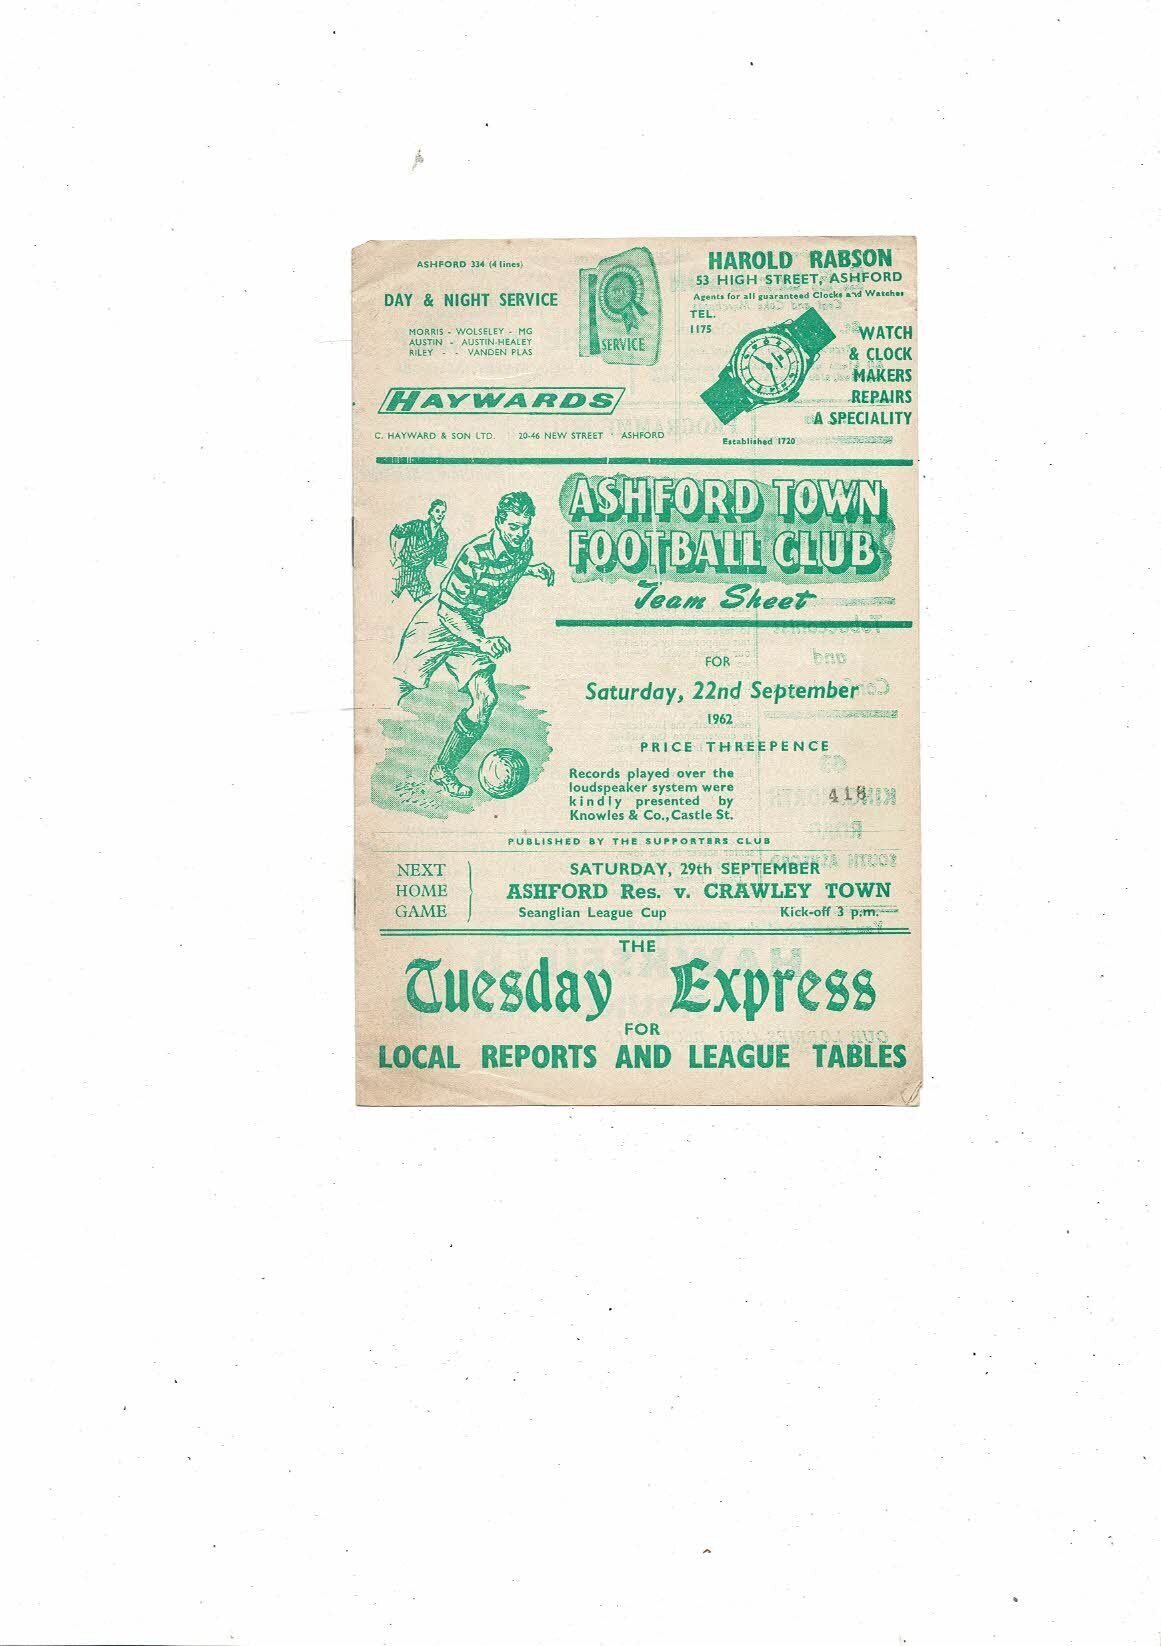 ASHFORD 334 (4 lines)
DAY & NIGHT SERVICE
MORRIS - WOLSELEY - MG
AUSTIN - AUSTIN-HEALEY
RILEY - - VANDEN PLAS
SERVICE
HAYWARDS
C. HAYWARD & SON LTD. 20-46 NEW STREET · ASHFORD
HAROLD RABSON
53 HIGH STREET, ASHFORD
Agents for all guaranteed Clocks and Watches
TEL.
1175
WATCH
& CLOCK
MAKERS
REPAIRS
A SPECIALITY
Established 1720
ASHFORD TOWN
FOOTBALL CLUB
Team Sheet
FOR
Saturday, 22nd September
1962
PRICE THREEPENCE
Records played over the
loudspeaker system were
kindly presented by
Knowles & Co., Castle St.
418
PUBLISHED BY THE SUPPORTERS CLUB
NEXT
HOME
GAME
SATURDAY, 29th SEPTEMBER
ASHFORD Res. v. CRAWLEY TOWN
Seanglian League Cup Kick-off 3 p.m.
THE
Tuesday Express
FOR
LOCAL REPORTS AND LEAGUE TABLES